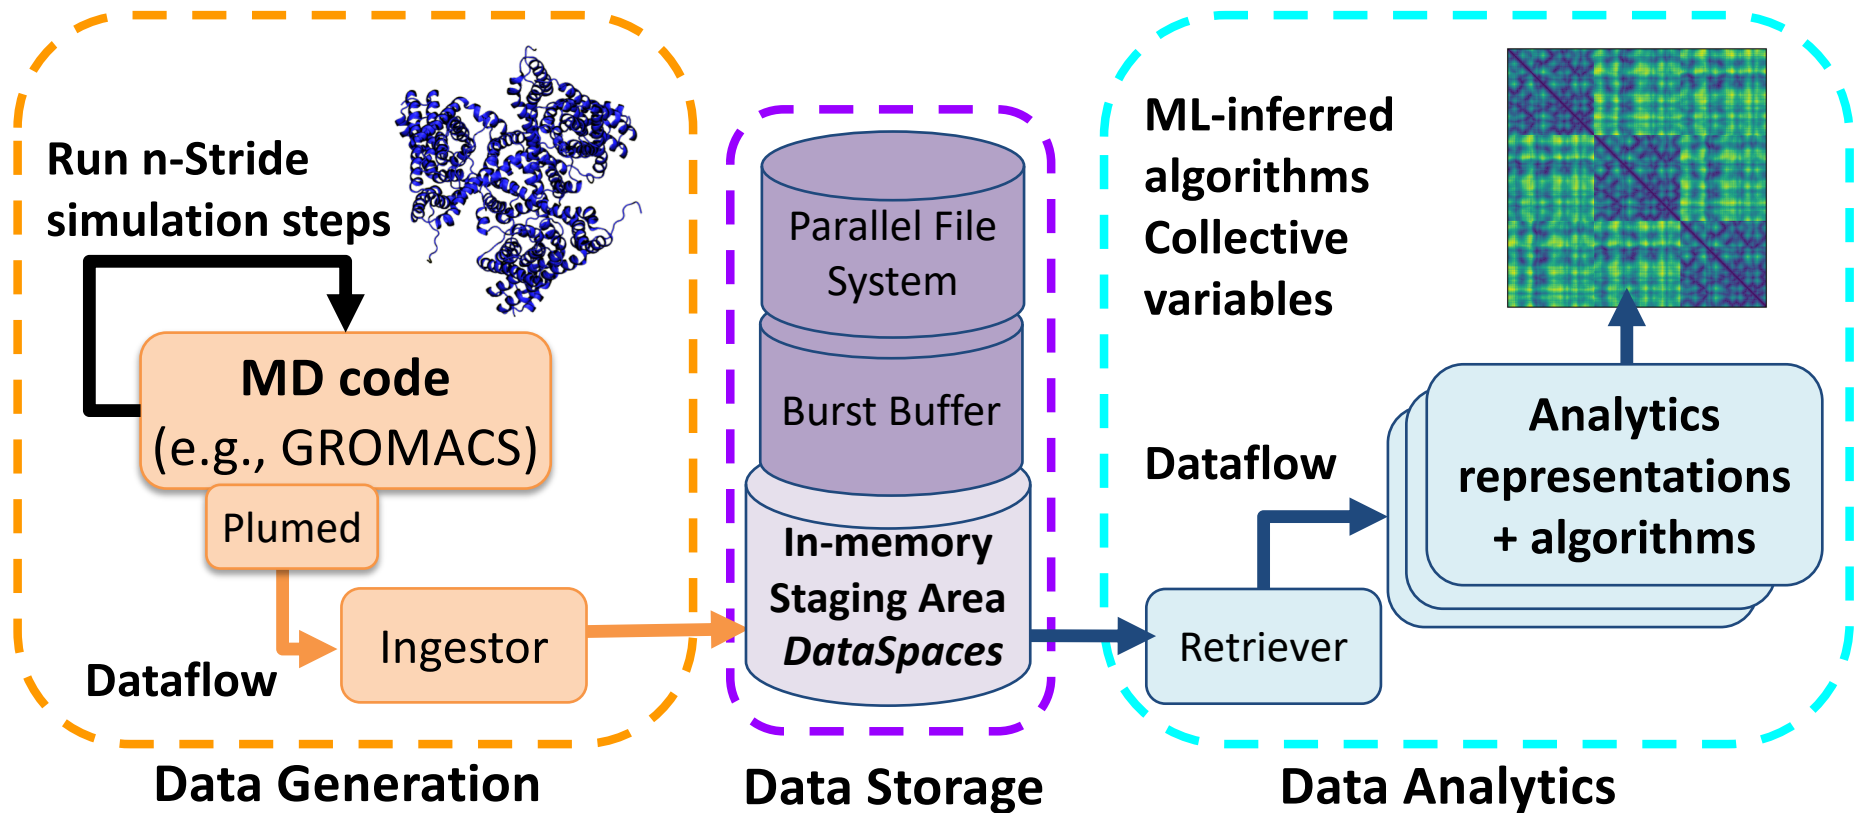 Run n-Stride
simulation steps
MD code
(e.g., GROMACS)
Plumed
Ingestor
Dataflow
Data Generation
Parallel File
System
Burst Buffer
In-memory
Staging Area
DataSpaces
Data Storage
ML-inferred
algorithms
Collective
variables
Dataflow
Analytics
representations
+ algorithms
Retriever
Data Analytics